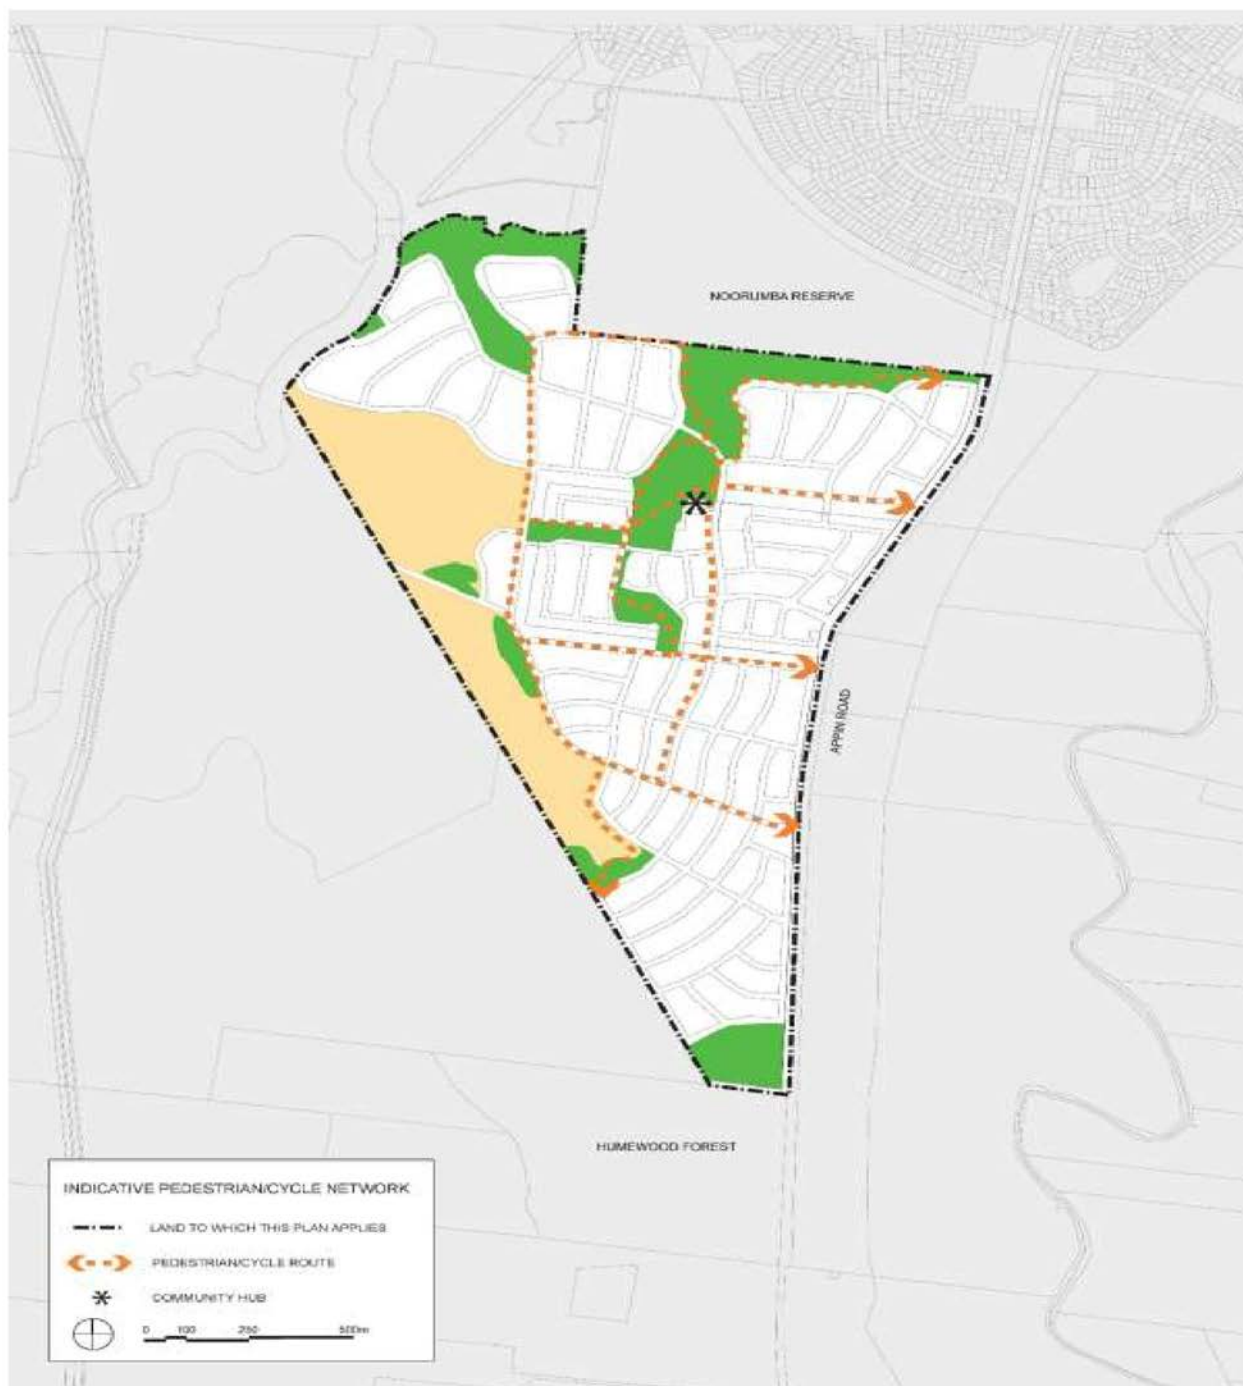 NOORUMBA RESERVE
APPIN ROAD
HUMEWOOD FOREST
INDICATIVE PEDESTRIAN/CYCLE NETWORK
LAND TO WHICH THIS PLAN APPLIES
PEDESTRIAN/CYCLE ROUTE
COMMUNITY HUB
0 100 250 500m